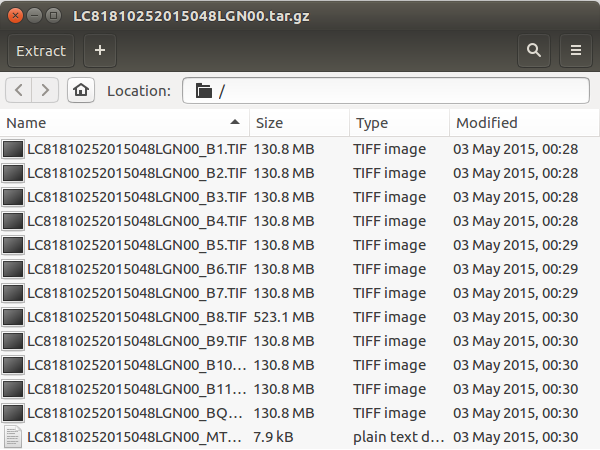 LC81810252015048LGN00.tar.gz
Extract +
Location: /
Name Size Type Modified
LC81810252015048LGN00_B1.TIF 130.8 MB TIFF image 03 May 2015, 00:28
LC81810252015048LGN00_B2.TIF 130.8 MB TIFF image 03 May 2015, 00:28
LC81810252015048LGN00_B3.TIF 130.8 MB TIFF image 03 May 2015, 00:28
LC81810252015048LGN00_B4.TIF 130.8 MB TIFF image 03 May 2015, 00:28
LC81810252015048LGN00_B5.TIF 130.8 MB TIFF image 03 May 2015, 00:29
LC81810252015048LGN00_B6.TIF 130.8 MB TIFF image 03 May 2015, 00:29
LC81810252015048LGN00_B7.TIF 130.8 MB TIFF image 03 May 2015, 00:29
LC81810252015048LGN00_B8.TIF 523.1 MB TIFF image 03 May 2015, 00:30
LC81810252015048LGN00_B9.TIF 130.8 MB TIFF image 03 May 2015, 00:30
LC81810252015048LGN00_B10... 130.8 MB TIFF image 03 May 2015, 00:30
LC81810252015048LGN00_B11... 130.8 MB TIFF image 03 May 2015, 00:30
LC81810252015048LGN00_BQ... 130.8 MB TIFF image 03 May 2015, 00:30
LC81810252015048LGN00_MT... 7.9 kB plain text d... 03 May 2015, 00:30